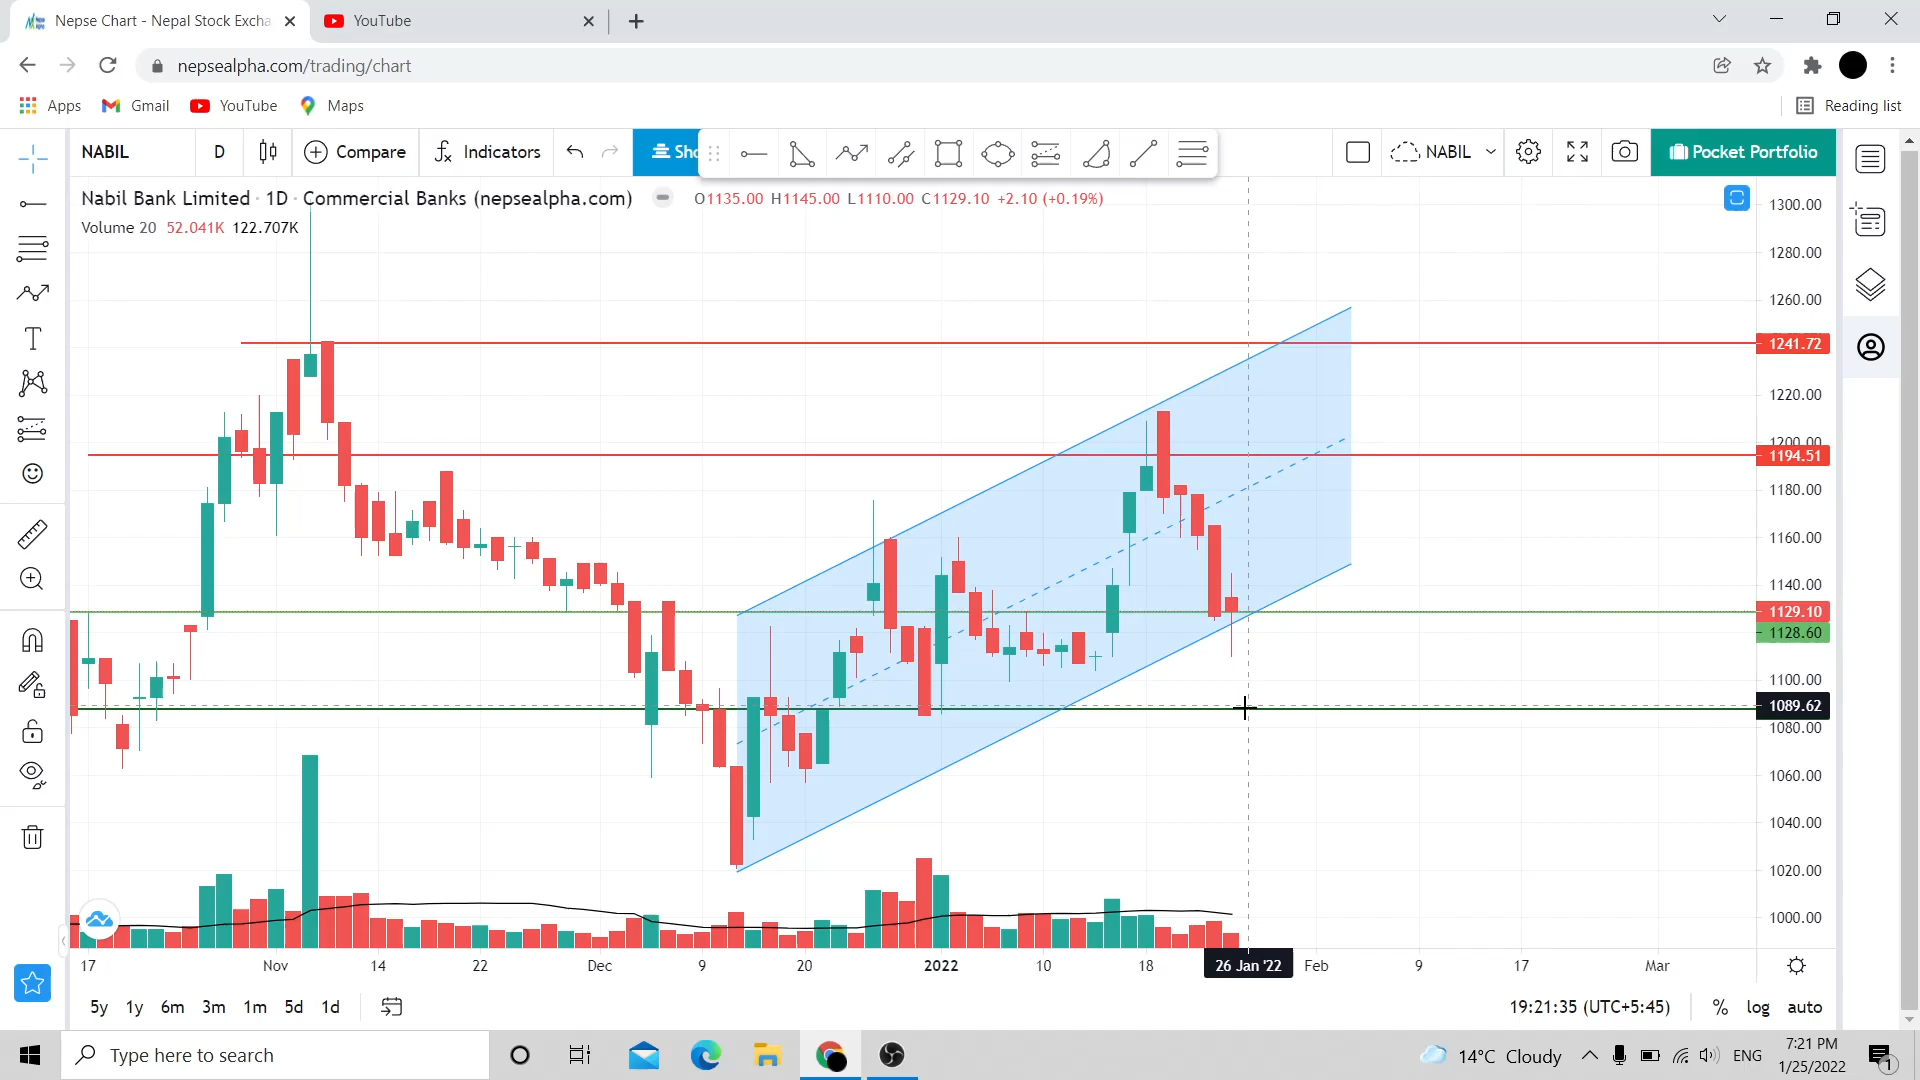 Nepse Chart - Nepal Stock Excha
YouTube
nepsealpha.com/trading/chart
Apps
Gmail
YouTube
Maps
Reading list
NABIL
D
Compare
Indicators
Sho
NABIL
Pocket Portfolio
Nabil Bank Limited · 1D · Commercial Banks (nepsealpha.com)
O1135.00 H1145.00 L1110.00 C1129.10 +2.10 (+0.19%)
Volume 20 52.041K 122.707K
1300.00
1280.00
1260.00
1241.72
1220.00
1200.00
1194.51
1180.00
1160.00
1140.00
1129.10
1128.60
1100.00
1089.62
1080.00
1060.00
1040.00
1020.00
1000.00
17 Nov 14 22 Dec 9 20 2022 10 18 26 Jan '22 Feb 9 17 Mar
5y 1y 6m 3m 1m 5d 1d
19:21:35 (UTC+5:45)
% log auto
Type here to search
14°C Cloudy
ENG
7:21 PM
1/25/2022
1